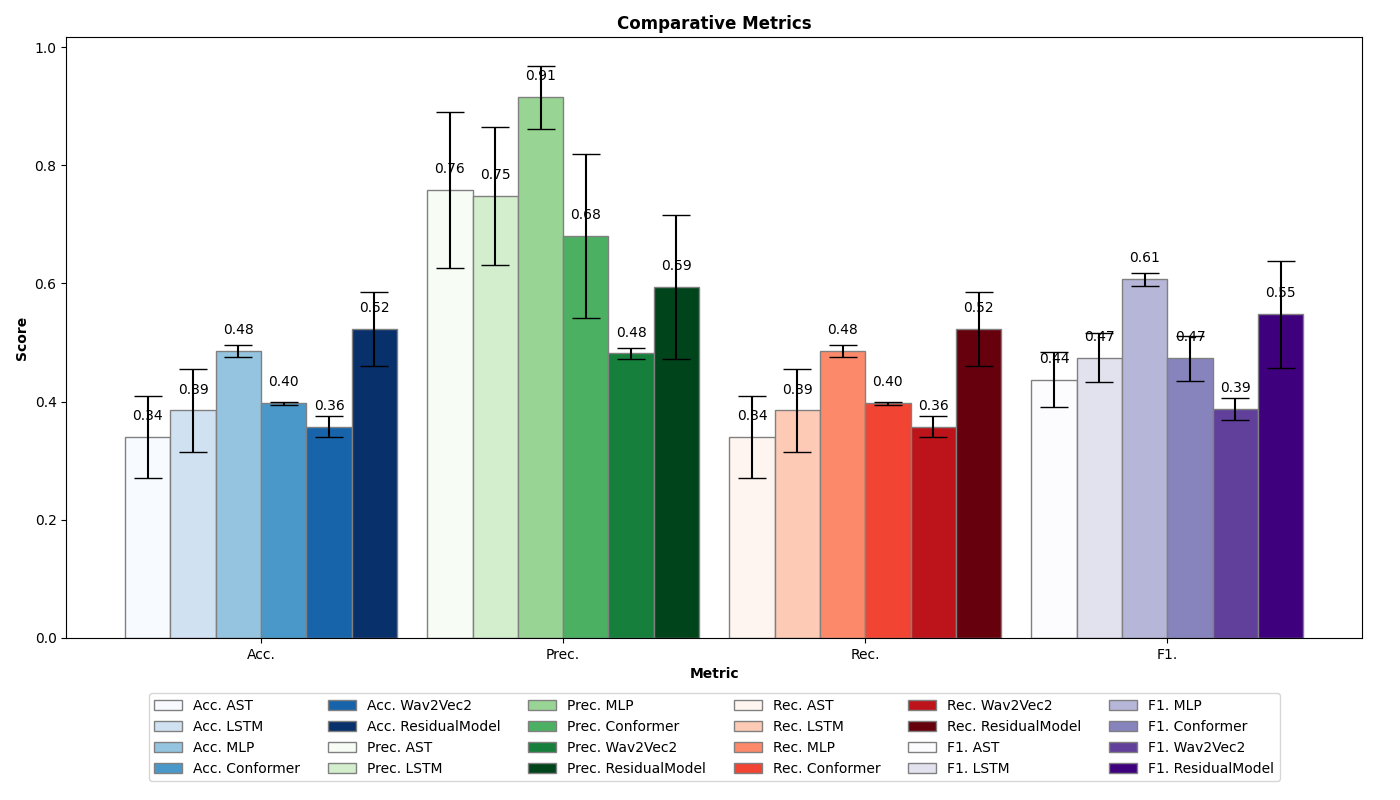 Comparative Metrics
1.0
0.8
0.6
0.4
0.2
0.0
Score
0.34
0.39
0.48
0.40
0.36
0.52
0.76
0.75
0.91
0.68
0.48
0.59
0.34
0.39
0.48
0.40
0.36
0.52
0.44
0.47
0.61
0.47
0.39
0.55
Acc.
Prec.
Rec.
F1.
Metric
Acc. AST
Acc. LSTM
Acc. MLP
Acc. Conformer
Acc. Wav2Vec2
Acc. ResidualModel
Prec. AST
Prec. LSTM
Prec. MLP
Prec. Conformer
Prec. Wav2Vec2
Prec. ResidualModel
Rec. AST
Rec. LSTM
Rec. MLP
Rec. Conformer
Rec. Wav2Vec2
Rec. ResidualModel
F1. AST
F1. LSTM
F1. MLP
F1. Conformer
F1. Wav2Vec2
F1. ResidualModel